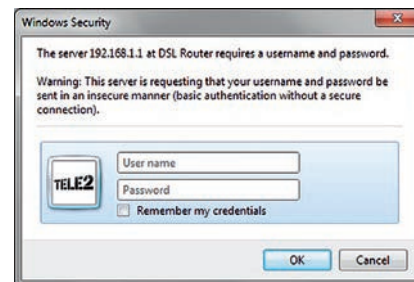 Windows Security
The server 192.168.1.1 at DSL Router requires a username and password.
Warning: This server is requesting that your username and password be
sent in an insecure manner (basic authentication without a secure
connection).
TELE2
User name
Password
Remember my credentials
OK
Cancel